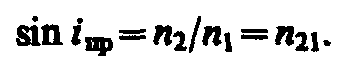 sin i_пр = n₂/n₁ = n₂₁.